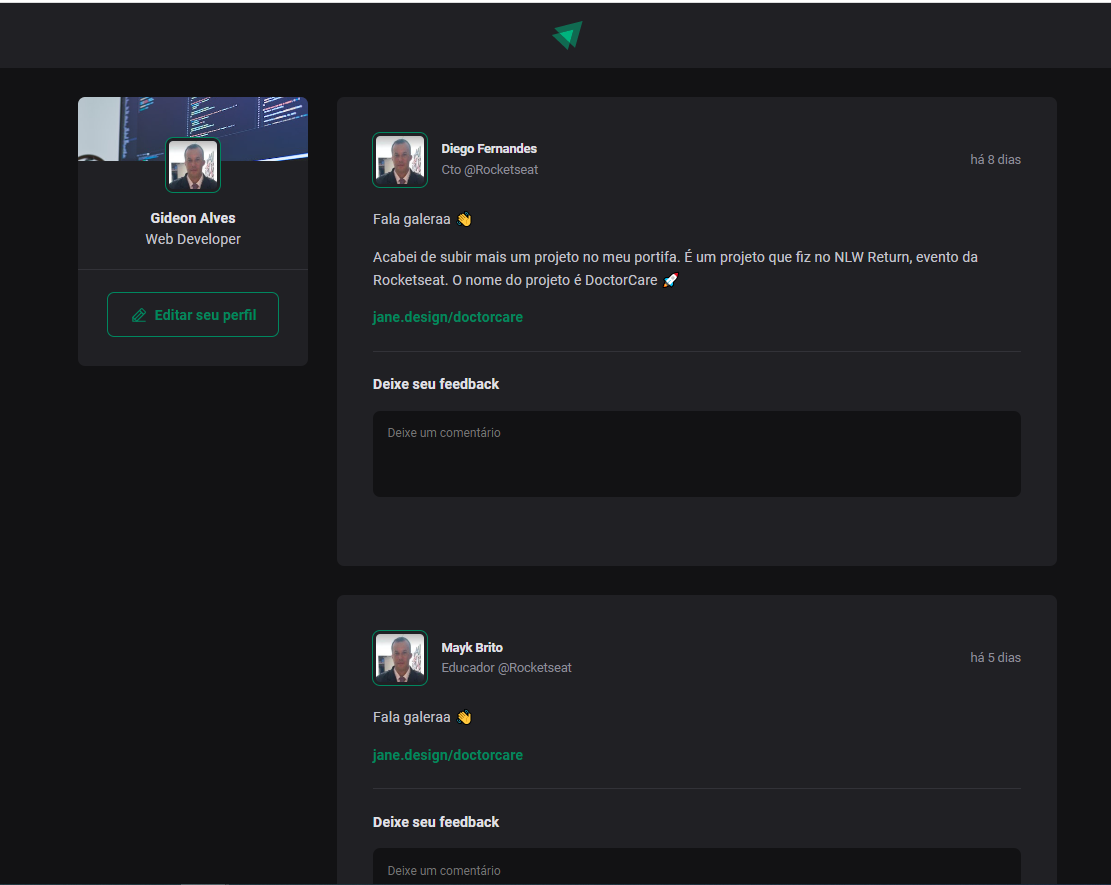 Gideon Alves
Web Developer
Editar seu perfil
Diego Fernandes
Cto @Rocketseat
há 8 dias
Fala galeraa 👋
Acabei de subir mais um projeto no meu portifa. É um projeto que fiz no NLW Return, evento da
Rocketseat. O nome do projeto é DoctorCare 🚀
jane.design/doctorcare
Deixe seu feedback
Deixe um comentário
Mayk Brito
Educador @Rocketseat
há 5 dias
Fala galeraa 👋
jane.design/doctorcare
Deixe seu feedback
Deixe um comentário